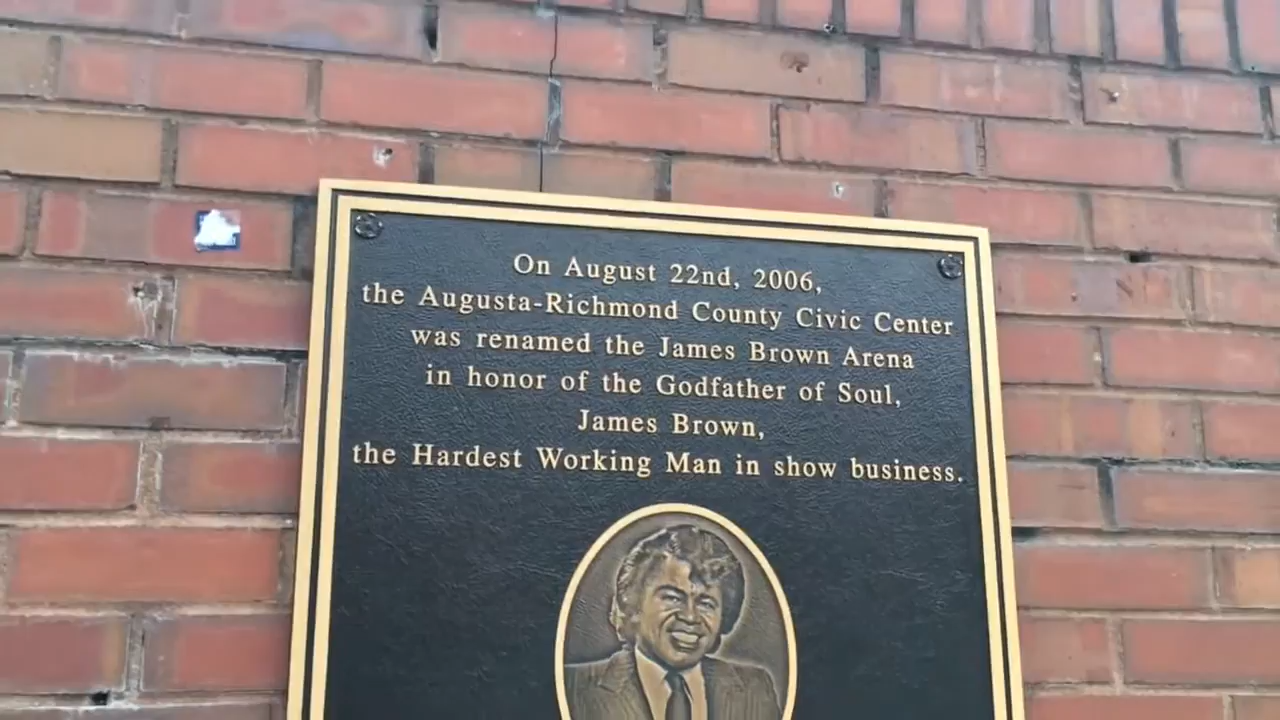 On August 22nd, 2006,
the Augusta-Richmond County Civic Center
was renamed the James Brown Arena
in honor of the Godfather of Soul,
James Brown,
the Hardest Working Man in show business.